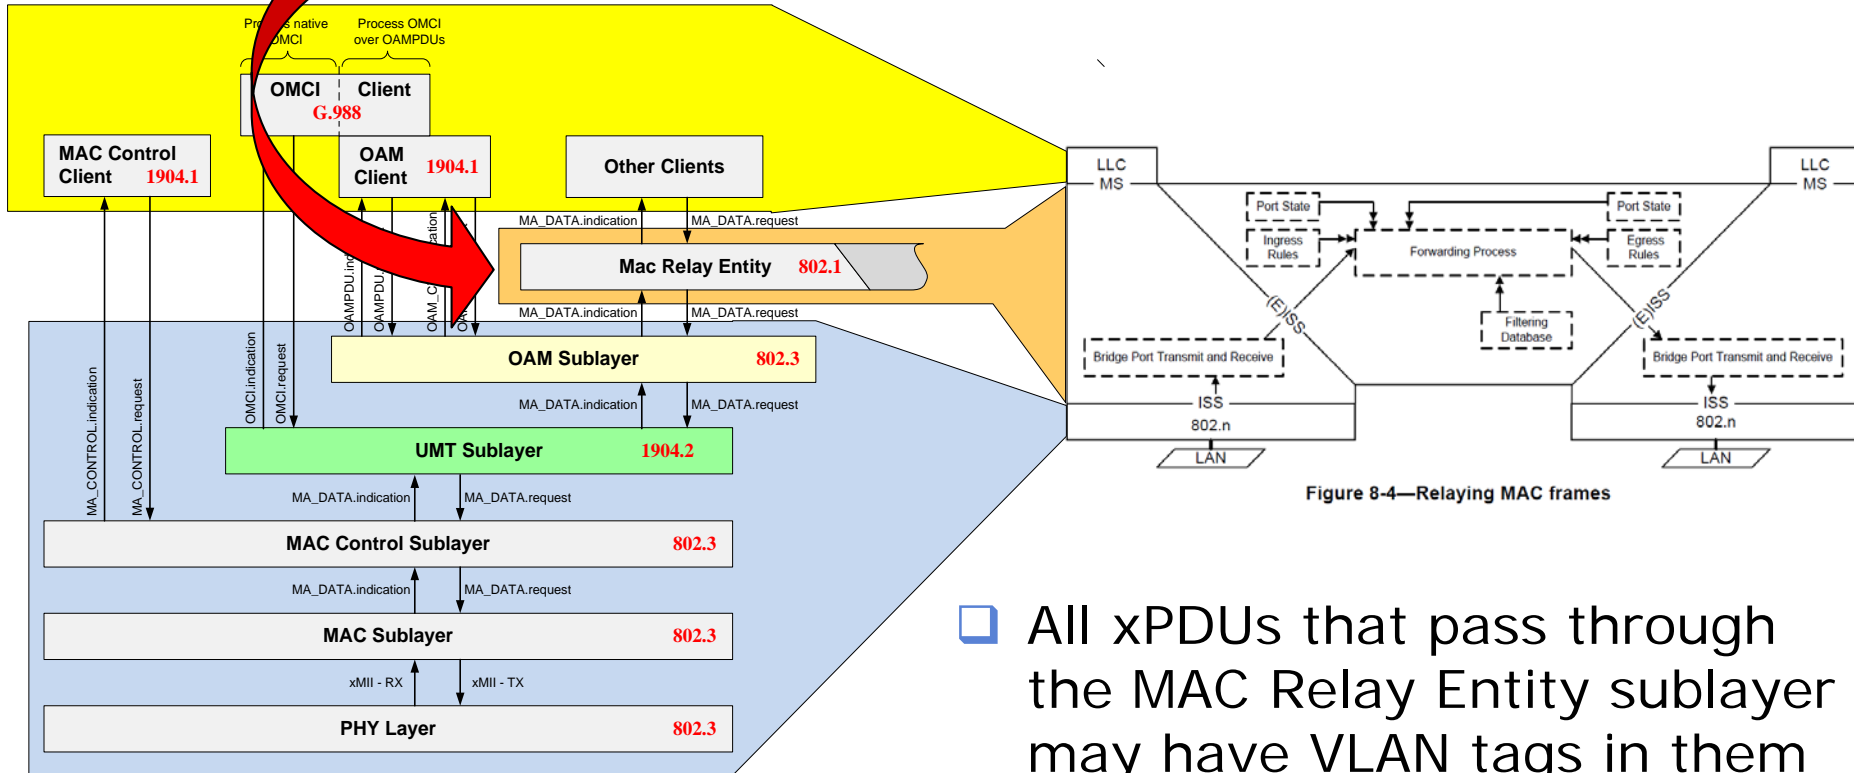 Process OMCI
over OAMPDUs
native
OMCI
OMCI Client
G.988
MAC Control
Client 1904.1
OAM
Client 1904.1
Other Clients
MA_DATA.indication
MA_DATA.request
Mac Relay Entity 802.1
MA_DATA.indication
MA_DATA.request
OAM Sublayer 802.3
MA_CONTROL.indication
MA_CONTROL.request
OMCI.indication
OMCI.request
MA_DATA.indication
MA_DATA.request
UMT Sublayer 1904.2
MA_DATA.indication
MA_DATA.request
MAC Control Sublayer 802.3
MA_DATA.indication
MA_DATA.request
MAC Sublayer 802.3
xMII - RX
xMII - TX
PHY Layer 802.3
LLC
MS
LLC
MS
Port State
Port State
Ingress
Rules
Forwarding Process
Egress
Rules
(E)ISS
(E)ISS
Filtering
Database
Bridge Port Transmit and Receive
Bridge Port Transmit and Receive
ISS
802.n
ISS
802.n
LAN
LAN
Figure 8-4—Relaying MAC frames
All xPDUs that pass through
the MAC Relay Entity sublayer
may have VLAN tags in them